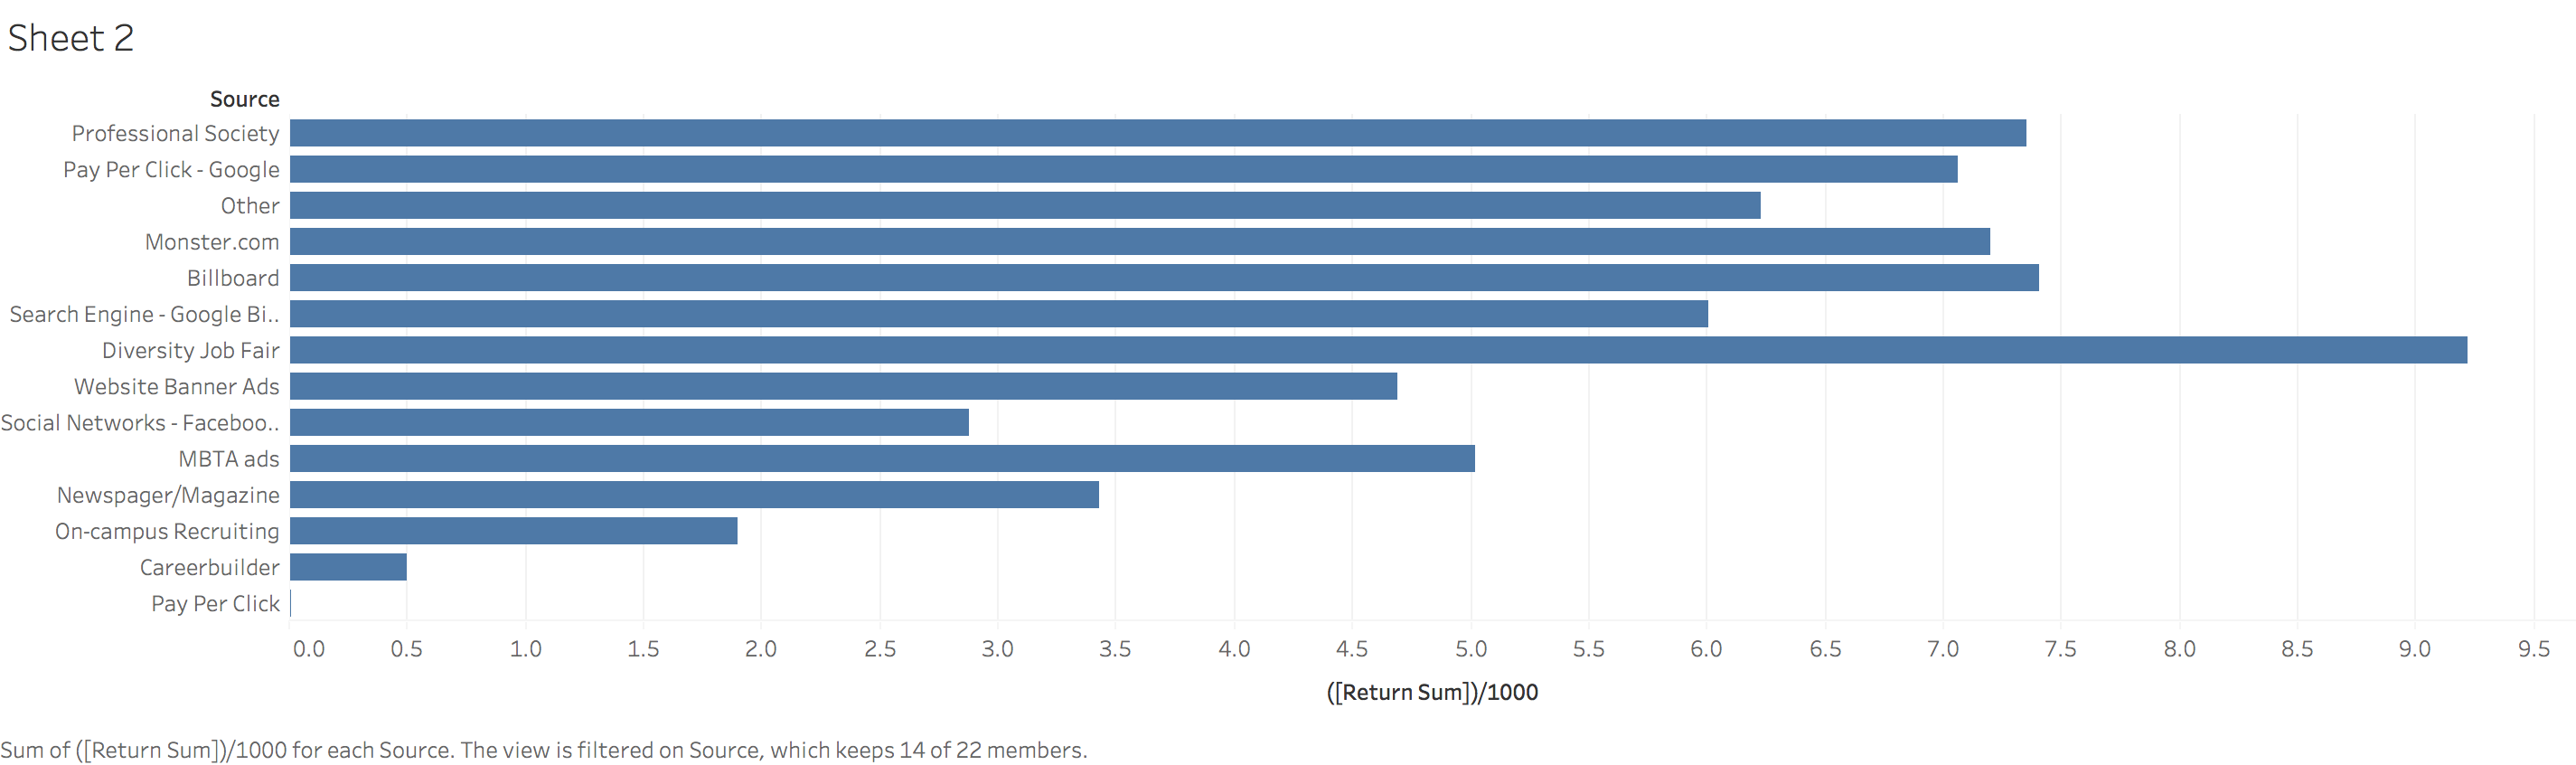 Sheet 2
Source
Professional Society
Pay Per Click - Google
Other
Monster.com
Billboard
Search Engine - Google Bi..
Diversity Job Fair
Website Banner Ads
Social Networks - Faceboo..
MBTA ads
Newspager/Magazine
On-campus Recruiting
Careerbuilder
Pay Per Click
0.0 0.5 1.0 1.5 2.0 2.5 3.0 3.5 4.0 4.5 5.0 5.5 6.0 6.5 7.0 7.5 8.0 8.5 9.0 9.5
([Return Sum])/1000
Sum of ([Return Sum])/1000 for each Source. The view is filtered on Source, which keeps 14 of 22 members.